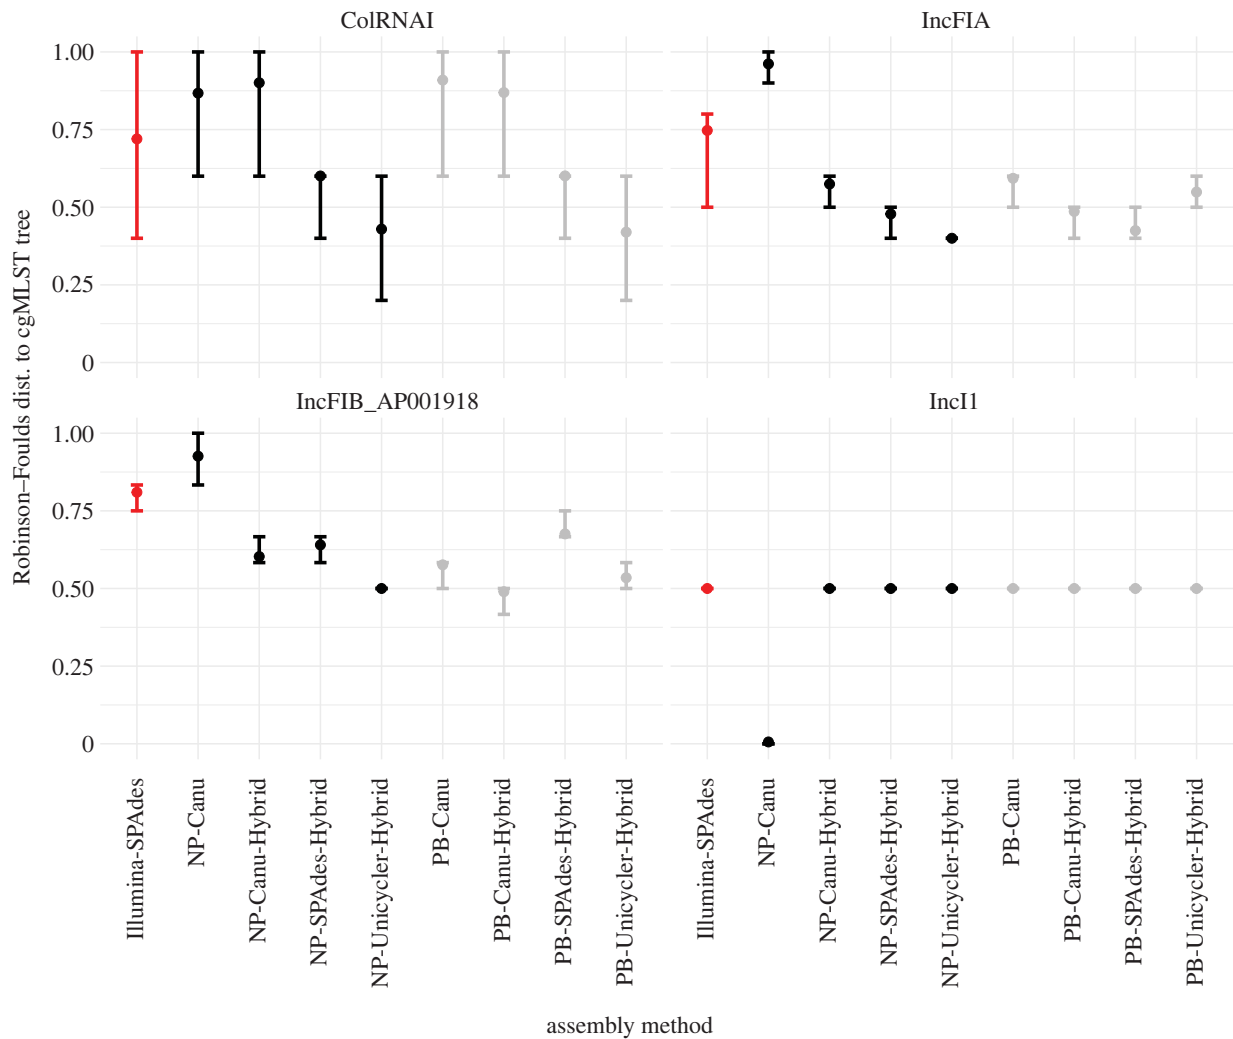 ColRNAI
IncFIA
1.00
0.75
0.50
0.25
0
IncFIB_AP001918
IncI1
1.00
0.75
0.50
0.25
0
Robinson–Foulds dist. to cgMLST tree
Illumina-SPAdes
NP-Canu
NP-Canu-Hybrid
NP-SPAdes-Hybrid
NP-Unicycler-Hybrid
PB-Canu
PB-Canu-Hybrid
PB-SPAdes-Hybrid
PB-Unicycler-Hybrid
Illumina-SPAdes
NP-Canu
NP-Canu-Hybrid
NP-SPAdes-Hybrid
NP-Unicycler-Hybrid
PB-Canu
PB-Canu-Hybrid
PB-SPAdes-Hybrid
PB-Unicycler-Hybrid
assembly method